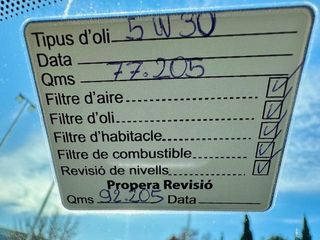 Tipus d'oli 5W30
Data
Qms 77.205
Filtre d'aire
Filtre d'oli
Filtre d'habitacle
Filtre de combustible
Revisió de nivells
Propera Revisió
Qms 92.205 Data